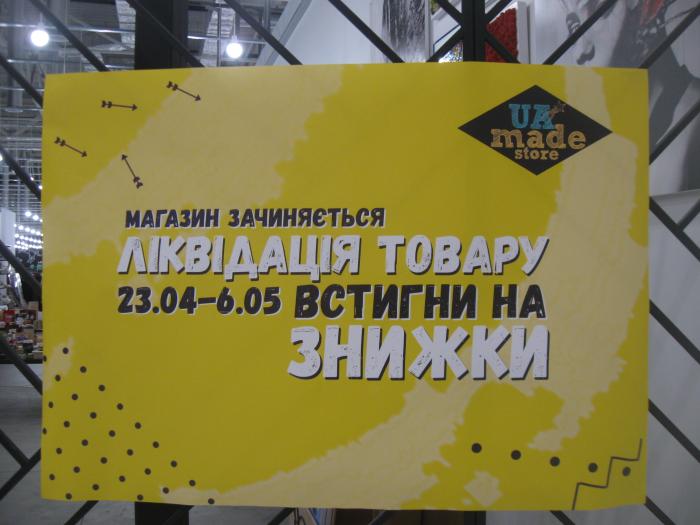 UA
made
store
МАГАЗИН ЗАЧИНЯЄТЬСЯ
ЛІКВІДАЦІЯ ТОВАРУ
23.04–6.05 ВСТИГНИ НА
ЗНИЖКИ